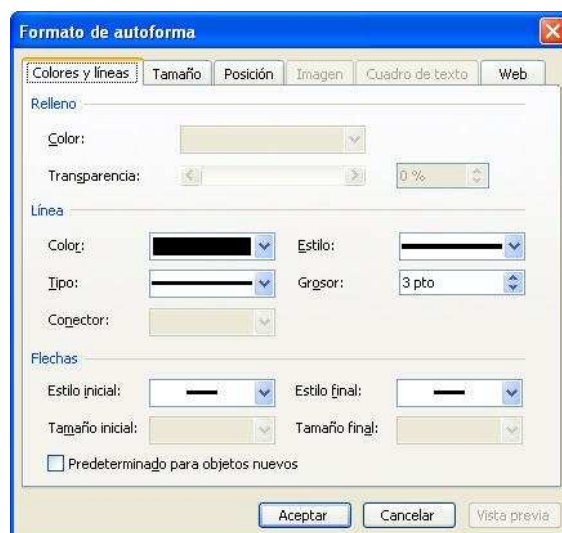 Formato de autoforma
Colores y líneas Tamaño Posición Imagen Cuadro de texto Web
Relleno
Color:
Transparencia: 0 %
Línea
Color: Estilo:
Tipo: Grosor: 3 pto
Conector:
Flechas
Estilo inicial: Estilo final:
Tamaño inicial: Tamaño final:
Predeterminado para objetos nuevos
Aceptar Cancelar Vista previa